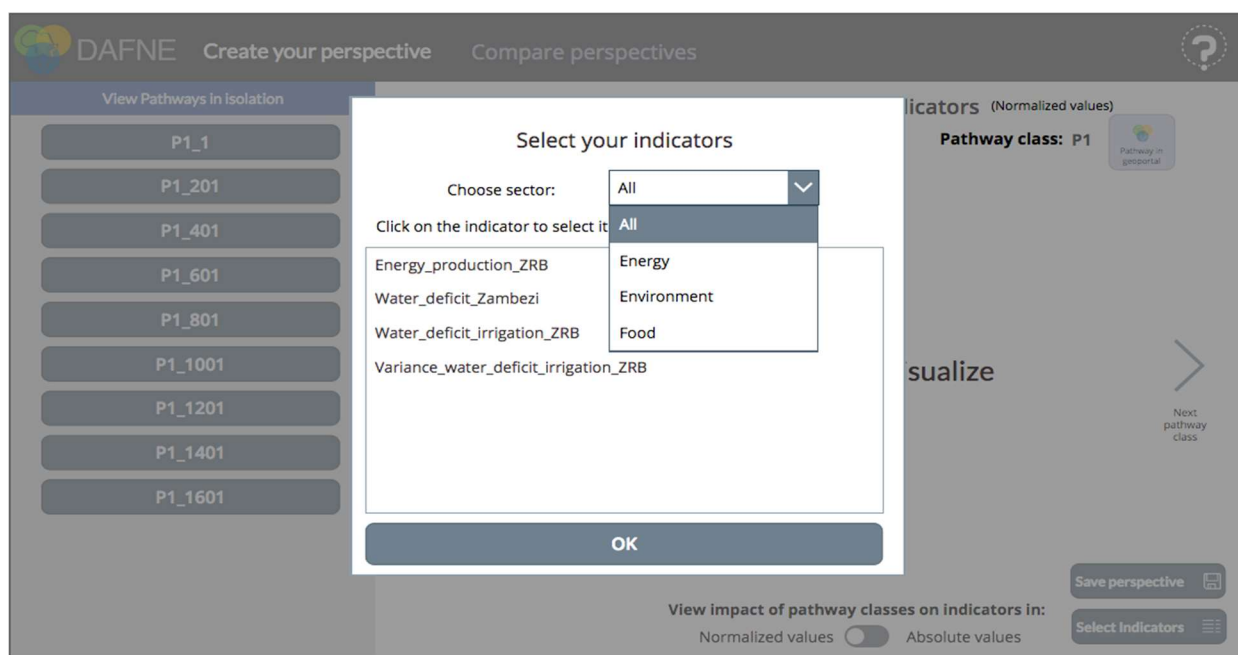 DAFNE Create your perspective Compare perspectives ?
View Pathways in isolation
P1_1
P1_201
P1_401
P1_601
P1_801
P1_1001
P1_1201
P1_1401
P1_1601
licators (Normalized values)
Pathway class: P1
Pathway in
geoportal
Select your indicators
Choose sector: All
Click on the indicator to select it
All
Energy
Environment
Food
Energy_production_ZRB
Water_deficit_Zambezi
Water_deficit_irrigation_ZRB
Variance_water_deficit_irrigation_ZRB
OK
sualize
Next
pathway
class
Save perspective
View impact of pathway classes on indicators in:
Normalized values Absolute values
Select Indicators